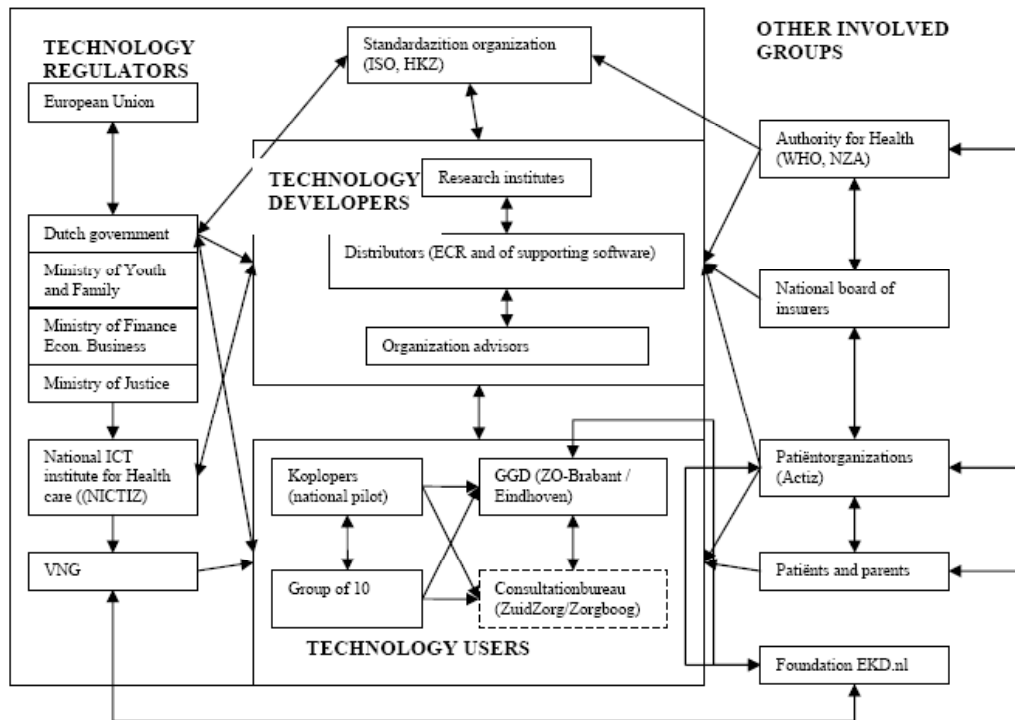 TECHNOLOGY
REGULATORS
European Union
Dutch government
Ministry of Youth
and Family
Ministry of Finance
Econ. Business
Ministry of Justice
National ICT
institute for Health
care ((NICTIZ)
VNG
Standardazition organization
(ISO, HKZ)
TECHNOLOGY
DEVELOPERS
Research institutes
Distributors (ECR and of supporting software)
Organization advisors
Koplopers
(national pilot)
GGD (ZO-Brabant /
Eindhoven)
Group of 10
Consultationbureau
(ZuidZorg/Zorgboog)
TECHNOLOGY USERS
OTHER INVOLVED
GROUPS
Authority for Health
(WHO, NZA)
National board of
insurers
Patiëntorganizations
(Actiz)
Patiënts and parents
Foundation EKD.nl